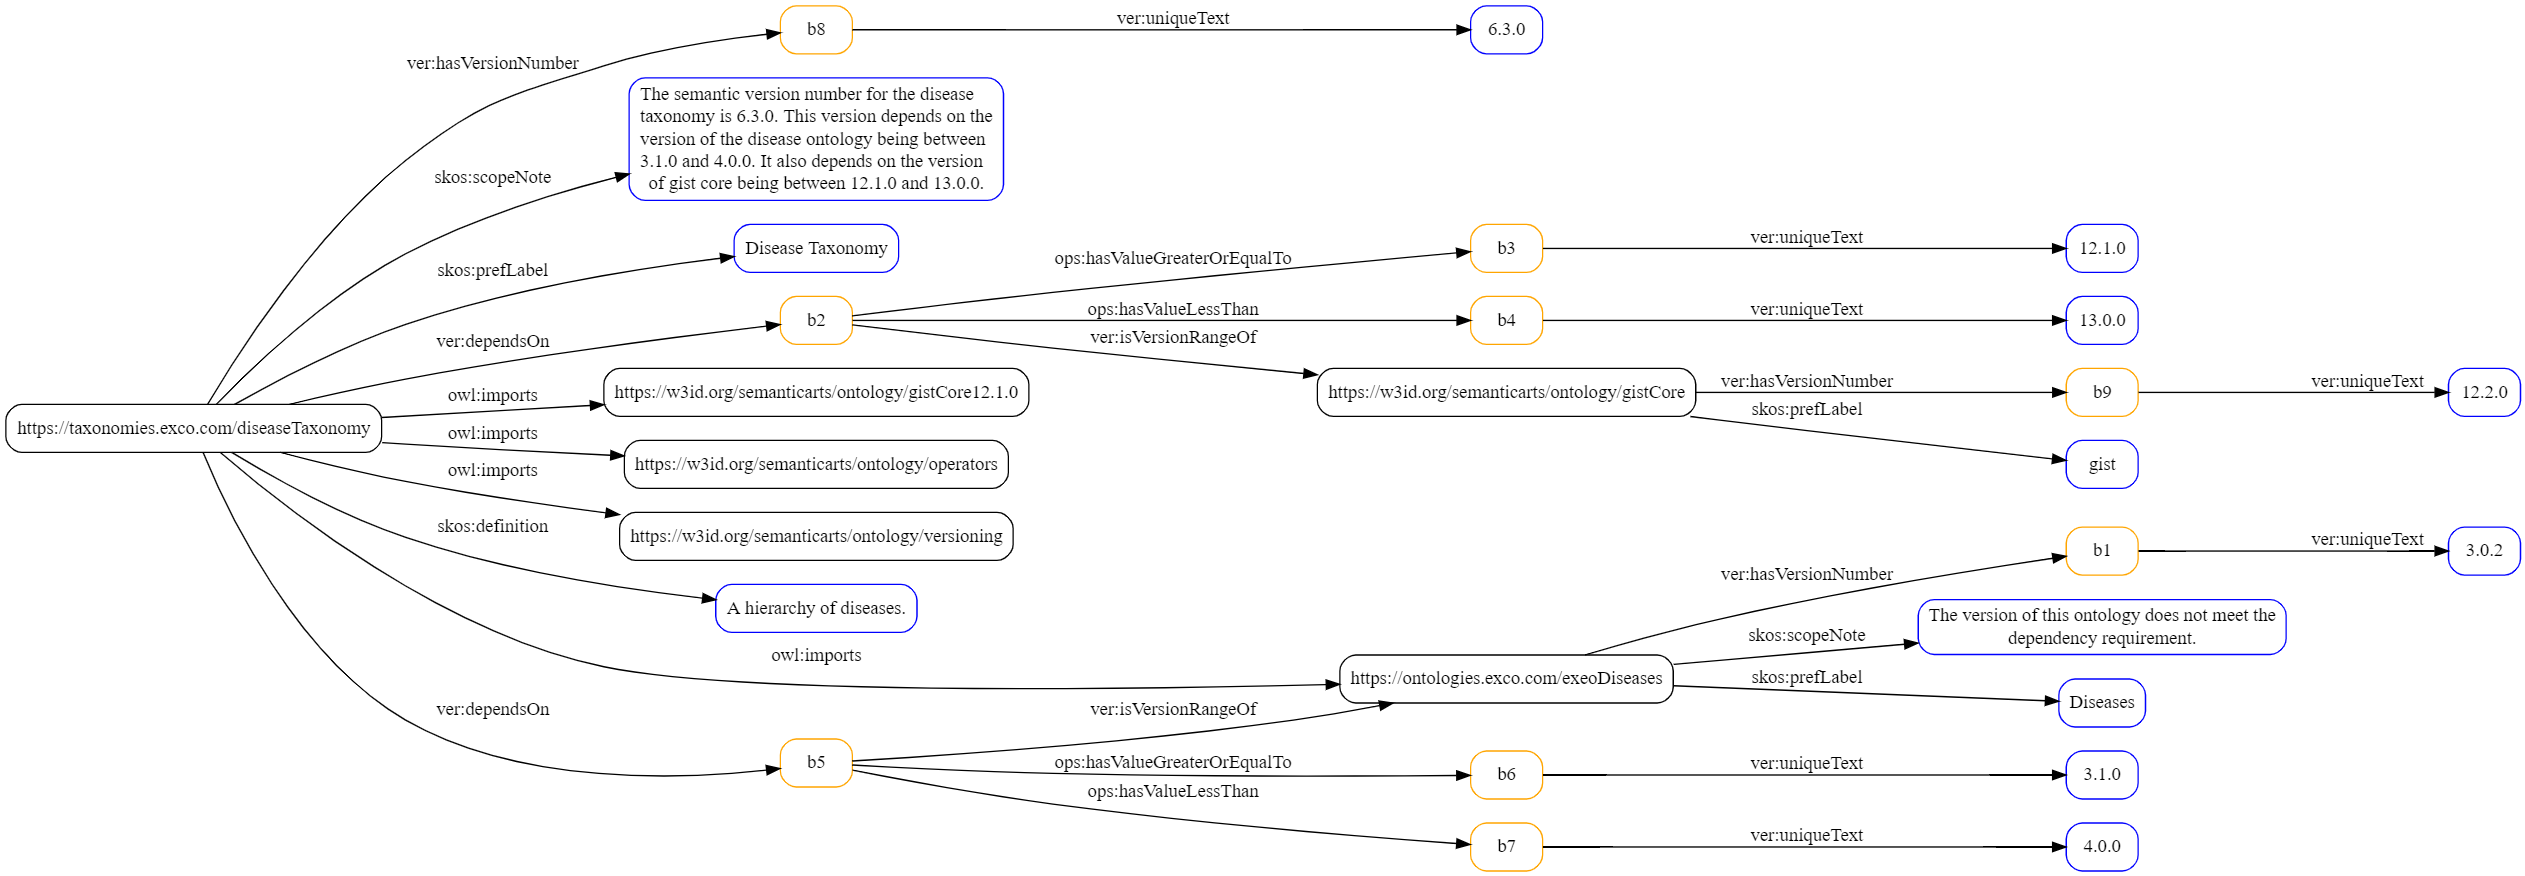 b8
ver:uniqueText
6.3.0
ver:hasVersionNumber
The semantic version number for the disease
taxonomy is 6.3.0. This version depends on the
version of the disease ontology being between
3.1.0 and 4.0.0. It also depends on the version
of gist core being between 12.1.0 and 13.0.0.
skos:scopeNote
Disease Taxonomy
skos:prefLabel
b2
ver:dependsOn
ops:hasValueGreaterOrEqualTo
b3
ver:uniqueText
12.1.0
ops:hasValueLessThan
b4
ver:uniqueText
13.0.0
ver:isVersionRangeOf
https://w3id.org/semanticarts/ontology/gistCore
ver:hasVersionNumber
b9
ver:uniqueText
12.2.0
skos:prefLabel
gist
owl:imports
https://w3id.org/semanticarts/ontology/gistCore12.1.0
https://taxonomies.exco.com/diseaseTaxonomy
owl:imports
https://w3id.org/semanticarts/ontology/operators
owl:imports
https://w3id.org/semanticarts/ontology/versioning
skos:definition
A hierarchy of diseases.
owl:imports
https://ontologies.exco.com/exeoDiseases
ver:hasVersionNumber
b1
ver:uniqueText
3.0.2
skos:scopeNote
The version of this ontology does not meet the
dependency requirement.
skos:prefLabel
Diseases
ver:dependsOn
b5
ver:isVersionRangeOf
ops:hasValueGreaterOrEqualTo
b6
ver:uniqueText
3.1.0
ops:hasValueLessThan
b7
ver:uniqueText
4.0.0